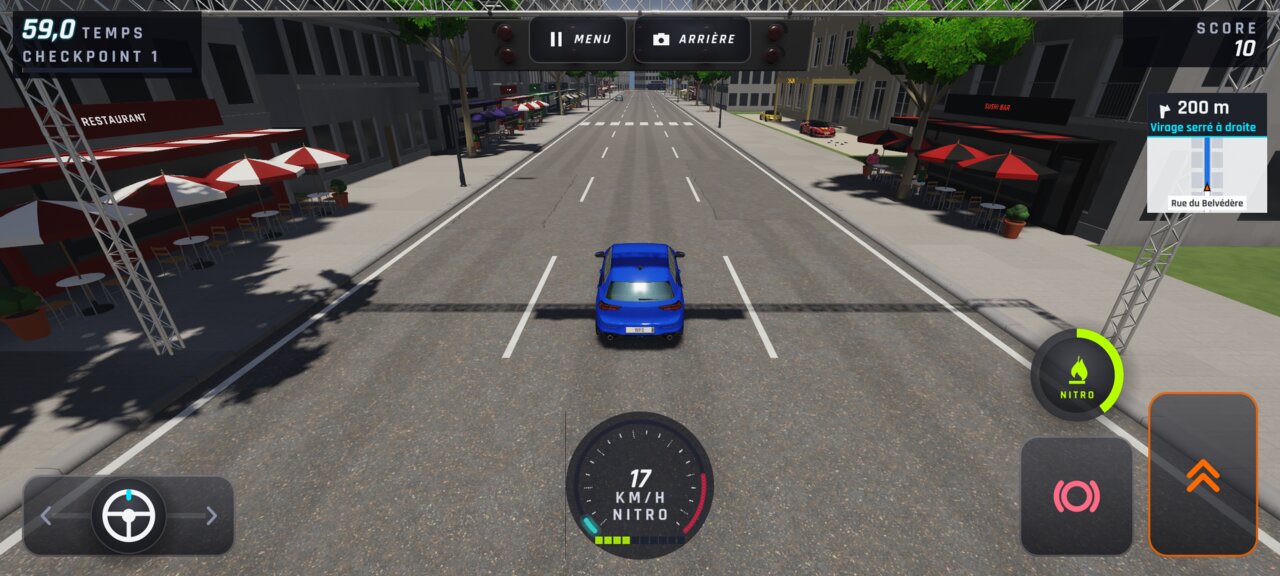 59,0 TEMPS
CHECKPOINT 1
MENU
ARRIÈRE
SCORE
10
RESTAURANT
SUSHI BAR
200 m
Virage serré à droite
Rue du Belvédère
NITRO
17
KM/H
NITRO